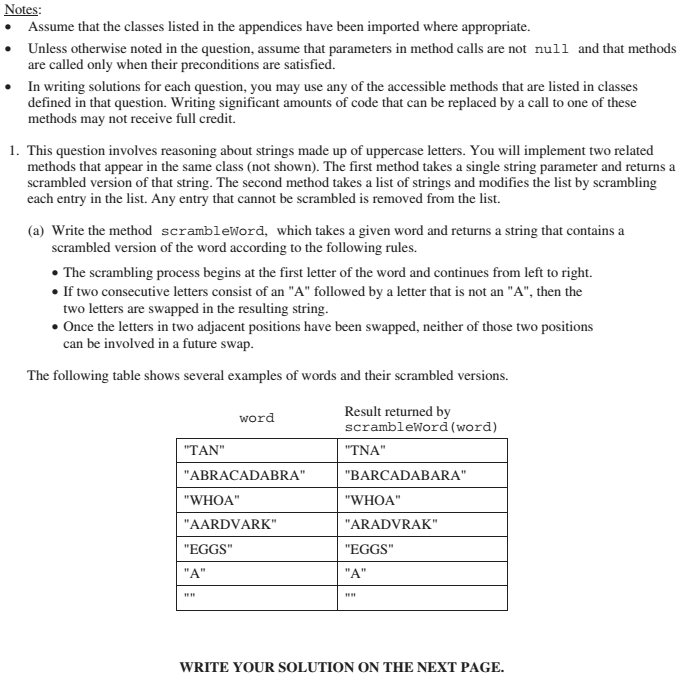 Notes:
• Assume that the classes listed in the appendices have been imported where appropriate.
• Unless otherwise noted in the question, assume that parameters in method calls are not null and that methods
are called only when their preconditions are satisfied.
• In writing solutions for each question, you may use any of the accessible methods that are listed in classes
defined in that question. Writing significant amounts of code that can be replaced by a call to one of these
methods may not receive full credit.
1. This question involves reasoning about strings made up of uppercase letters. You will implement two related
methods that appear in the same class (not shown). The first method takes a single string parameter and returns a
scrambled version of that string. The second method takes a list of strings and modifies the list by scrambling
each entry in the list. Any entry that cannot be scrambled is removed from the list.
(a) Write the method scrambleWord, which takes a given word and returns a string that contains a
scrambled version of the word according to the following rules.
• The scrambling process begins at the first letter of the word and continues from left to right.
• If two consecutive letters consist of an "A" followed by a letter that is not an "A", then the
two letters are swapped in the resulting string.
• Once the letters in two adjacent positions have been swapped, neither of those two positions
can be involved in a future swap.
The following table shows several examples of words and their scrambled versions.
word
Result returned by
scrambleWord(word)
"TAN" "TNA"
"ABRACADABRA" "BARCADABARA"
"WHOA" "WHOA"
"AARDVARK" "ARADVRAK"
"EGGS" "EGGS"
"A" "A"
"" ""
WRITE YOUR SOLUTION ON THE NEXT PAGE.